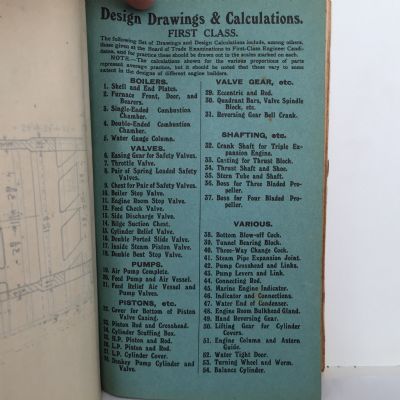 Design Drawings & Calculations.
FIRST CLASS.
The following Set of Drawings and Design Calculations include, among others,
those given at the Board of Trade Examinations to First-Class Engineer Candi-
dates, and for practice these should be drawn out to the scales marked on each.
NOTE.—The calculations shown for the various proportions of parts
represent average practice, but it should be noted that these vary to some
extent in the designs of different engine builders.
BOILERS.
1. Shell and End Plates.
2. Furnace Front, Door, and
Bearers.
3. Single-Ended Combustion
Chamber.
4. Double-Ended Combustion
Chamber.
5. Water Gauge Column.
VALVES.
6. Easing Gear for Safety Valves.
7. Throttle Valve.
8. Pair of Spring Loaded Safety
Valves.
9. Chest for Pair of Safety Valves.
10. Boiler Stop Valve.
11. Engine Room Stop Valve.
12. Feed Check Valve.
13. Side Discharge Valve.
14. Bilge Suction Chest.
15. Cylinder Relief Valve.
16. Double Ported Slide Valve.
17. Inside Steam Piston Valve.
18. Double Beat Stop Valve.
PUMPS.
19. Air Pump Complete.
20. Feed Pump and Air Vessel.
21. Feed Relief Air Vessel and
Pump Valves.
PISTONS, etc.
22. Cover for Bottom of Piston
Valve Casing.
23. Piston Rod and Crosshead.
24. Cylinder Stuffing Box.
25. H.P. Piston and Rod.
26. L.P. Piston and Rod.
27. L.P. Cylinder Cover.
28. Donkey Pump Cylinder and
Valve.
VALVE GEAR, etc.
29. Eccentric and Rod.
30. Quadrant Bars, Valve Spindle
Block, etc.
31. Reversing Gear Bell Crank.
SHAFTING, etc.
32. Crank Shaft for Triple Ex-
pansion Engine.
33. Casting for Thrust Block.
34. Thrust Shaft and Shoe.
35. Stern Tube and Shaft.
36. Boss for Three Bladed Pro-
peller.
37. Boss for Four Bladed Pro-
peller.
VARIOUS.
38. Bottom Blow-off Cock.
39. Tunnel Bearing Block.
40. Three-Way Change Cock.
41. Steam Pipe Expansion Joint.
42. Pump Crosshead and Links.
43. Pump Levers and Link.
44. Connecting Rod.
45. Marine Engine Indicator.
46. Indicator and Connections.
47. Water End of Condenser.
48. Engine Room Bulkhead Gland.
49. Hand Reversing Gear.
50. Lifting Gear for Cylinder
Covers.
51. Engine Column and Astern
Guide.
52. Water Tight Door.
53. Turning Wheel and Worm.
54. Balance Cylinder.